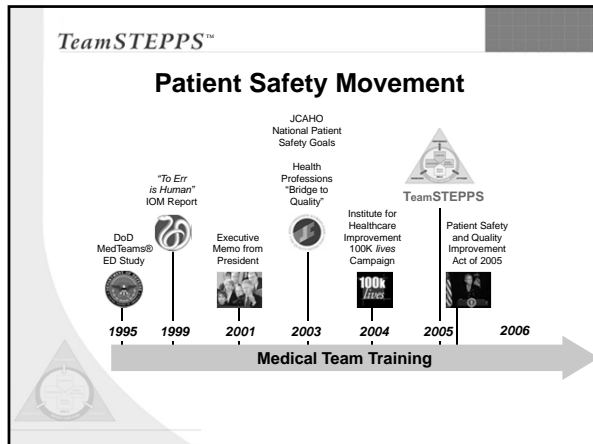 TeamSTEPPS™
Patient Safety Movement
JCAHO
National Patient
Safety Goals
"To Err
is Human"
IOM Report
Health
Professions
"Bridge to
Quality"
TeamSTEPPS
DoD
MedTeams®
ED Study
Executive
Memo from
President
Institute for
Healthcare
Improvement
100K lives
Campaign
Patient Safety
and Quality
Improvement
Act of 2005
100k
lives
1995 1999 2001 2003 2004 2005 2006
Medical Team Training